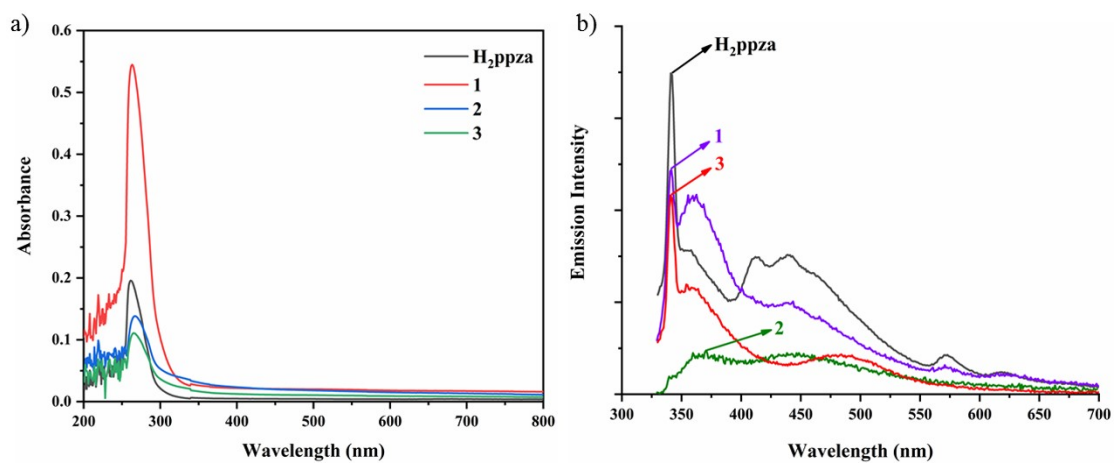 a)
0.6
0.5
0.4
0.3
0.2
0.1
0.0
Absorbance
200 300 400 500 600 700 800
Wavelength (nm)
H₂ppza
1
2
3
b)
Emission Intensity
H₂ppza
1
3
2
300 350 400 450 500 550 600 650 700
Wavelength (nm)